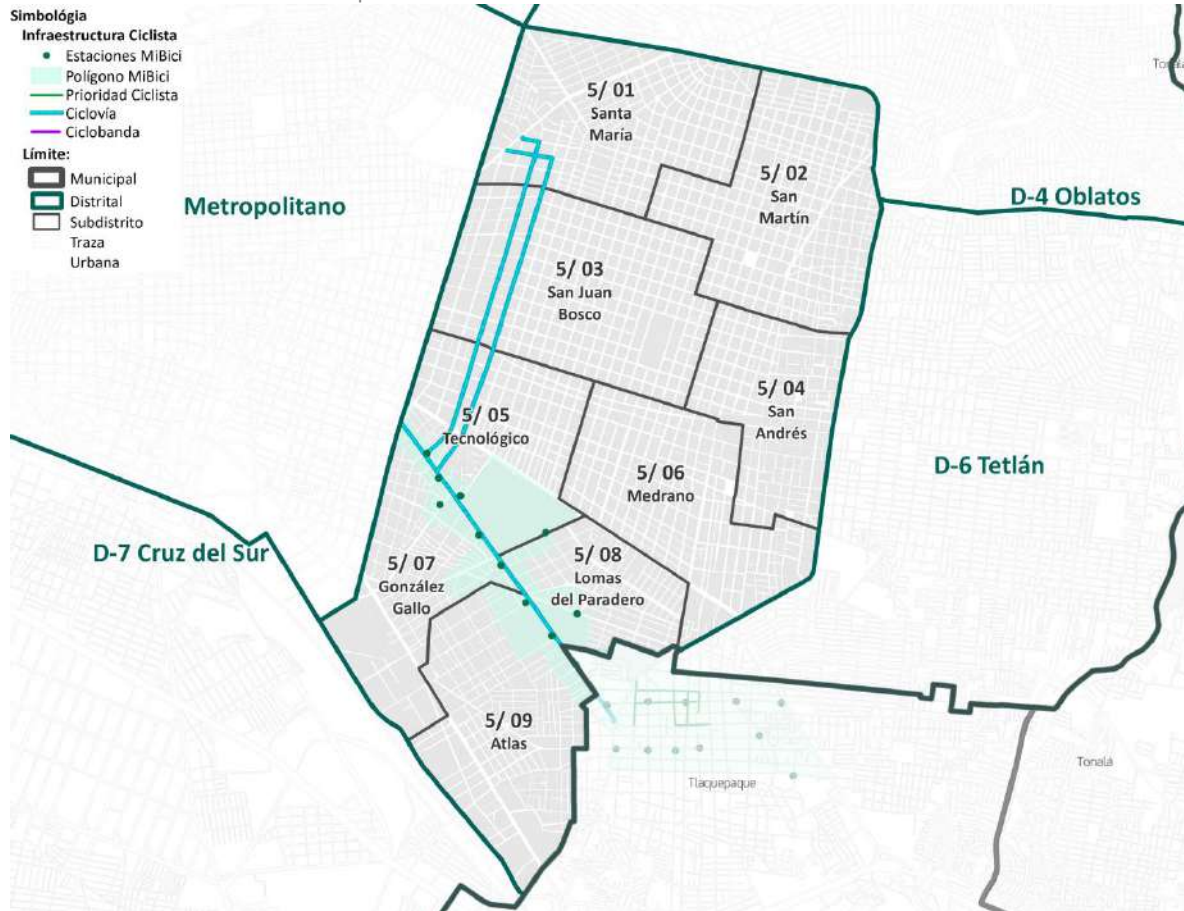 Simbología
Infraestructura Ciclista
Estaciones MiBici
Polígono MiBici
Prioridad Ciclista
Ciclovía
Ciclobanda
Límite:
Municipal
Distrital
Subdistrito
Traza
Urbana
Metropolitano
D-4 Oblatos
D-6 Tetlán
D-7 Cruz del Sur
5/ 01
Santa
María
5/ 02
San
Martín
5/ 03
San Juan
Bosco
5/ 04
San
Andrés
5/ 05
Tecnológico
5/ 06
Medrano
5/ 07
González
Gallo
5/ 08
Lomas
del Paradero
5/ 09
Atlas
Tlaquepaque
Tonalá